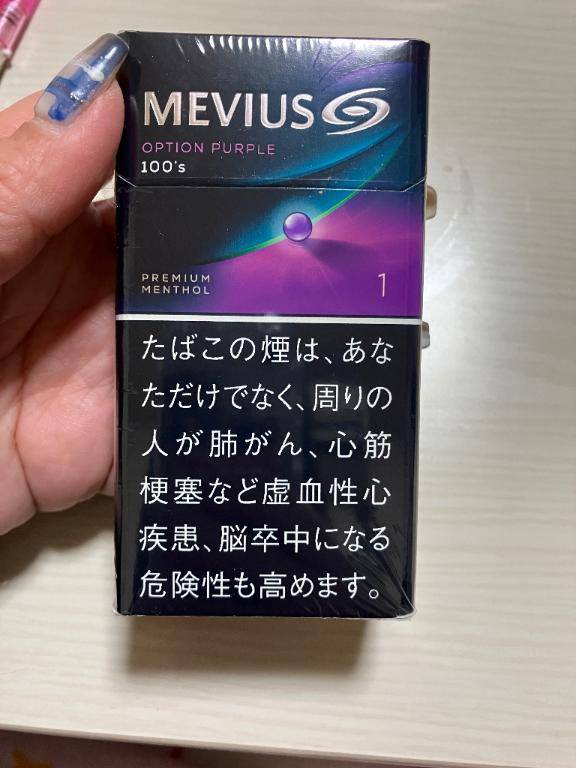 MEVIUS
OPTION PURPLE
100's
PREMIUM
MENTHOL
1
たばこの煙は、あな
ただけでなく、周りの
人が肺がん、心筋
梗塞など虚血性心
疾患、脳卒中になる
危険性も高めます。